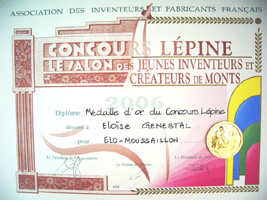 ASSOCIATION DES INVENTEURS ET FABRICANTS FRANÇAIS
CONCOURS LÉPINE
LE SALON DES JEUNES INVENTEURS ET
CRÉATEURS DE MONTS
2006
Diplôme: Médaille d'or du Concours Lépine
décerné à Eloïse GENESTAL
pour ELO-MOUSSAILLON